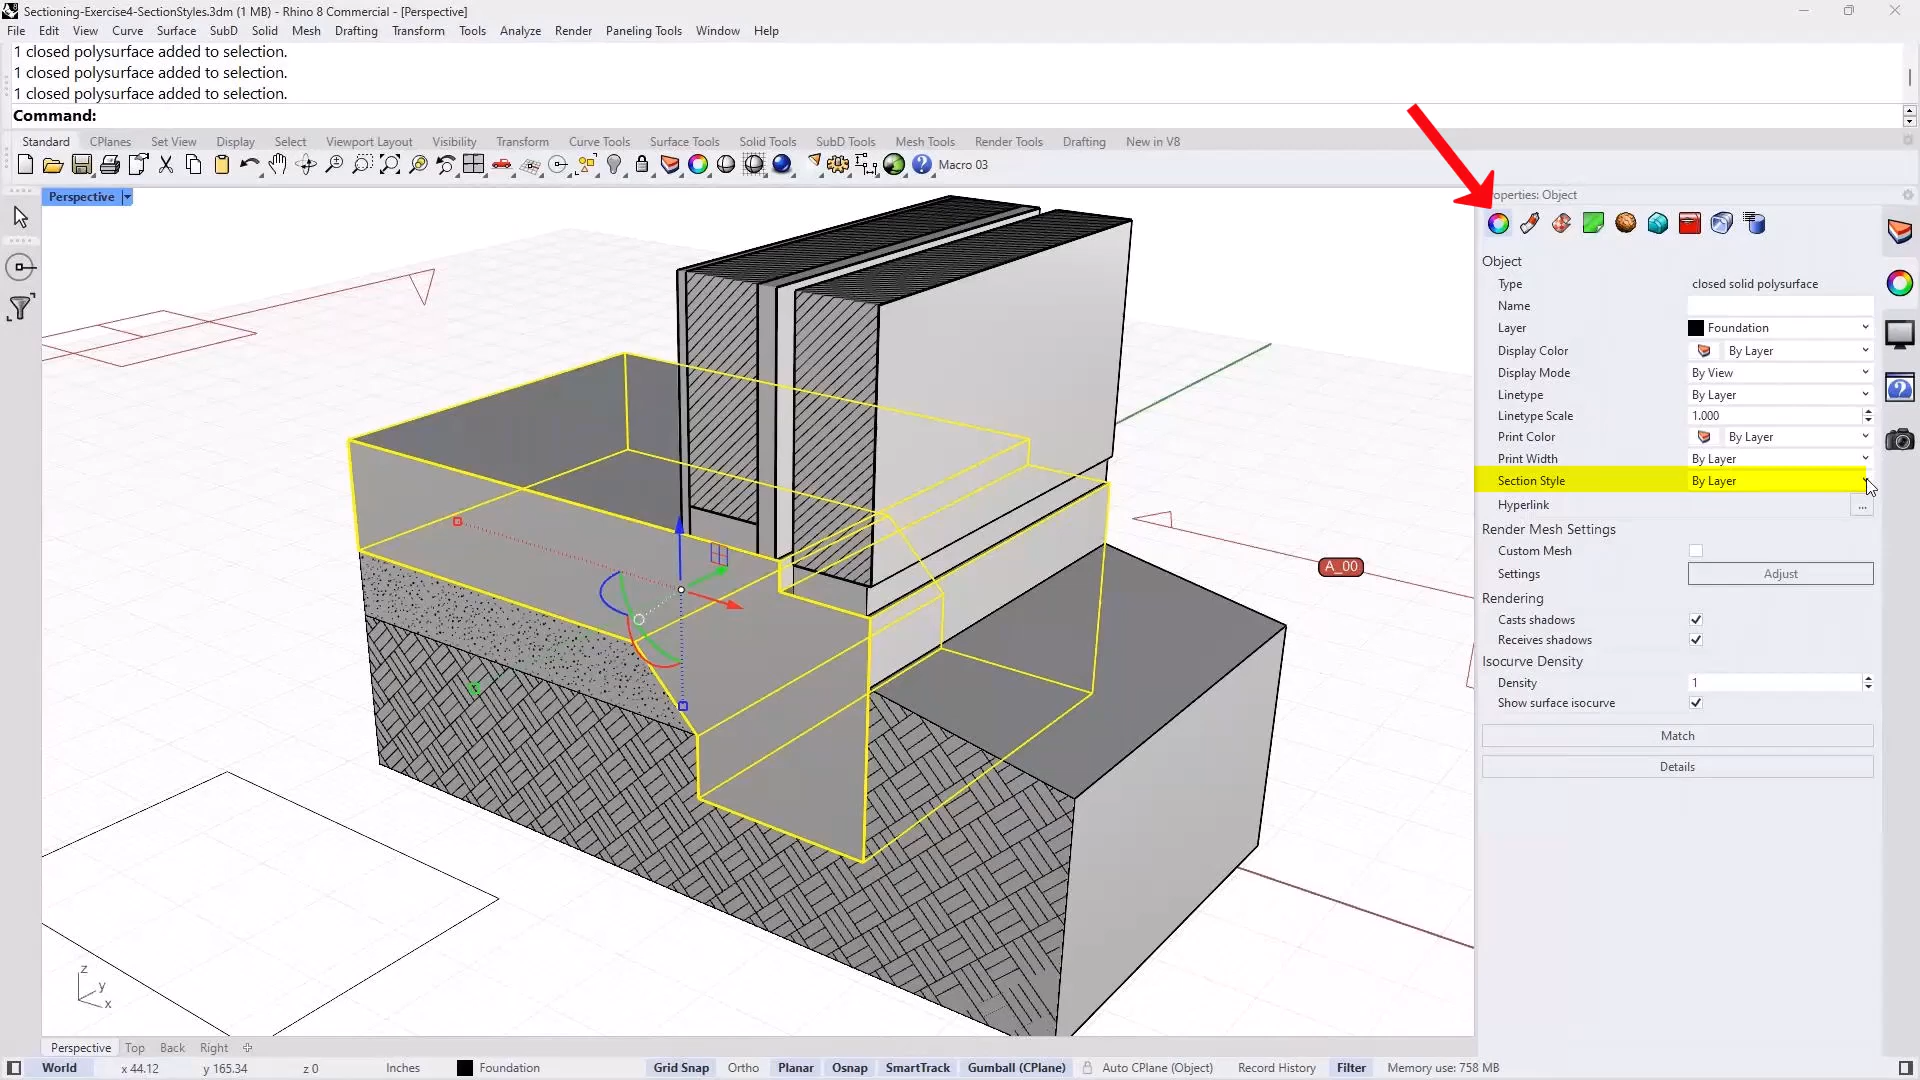 Sectioning-Exercise4-SectionStyles.3dm (1 MB) - Rhino 8 Commercial - [Perspective]
File Edit View Curve Surface SubD Solid Mesh Drafting Transform Tools Analyze Render Paneling Tools Window Help
1 closed polysurface added to selection.
1 closed polysurface added to selection.
1 closed polysurface added to selection.
Command:
Standard CPlanes Set View Display Select Viewport Layout Visibility Transform Curve Tools Surface Tools Solid Tools SubD Tools Mesh Tools Render Tools Drafting New in V8
Macro 03
Perspective
operties: Object
Object
Type closed solid polysurface
Name
Layer Foundation
Display Color By Layer
Display Mode By View
Linetype By Layer
Linetype Scale 1.000
Print Color By Layer
Print Width By Layer
Section Style By Layer
Hyperlink ...
Render Mesh Settings
Custom Mesh
Settings Adjust
Rendering
Casts shadows
Receives shadows
Isocurve Density
Density 1
Show surface isocurve
Match
Details
A_00
z
y
x
Perspective Top Back Right
World x 44.12 y 165.34 z 0 Inches Foundation Grid Snap Ortho Planar Osnap SmartTrack Gumball (CPlane) Auto CPlane (Object) Record History Filter Memory use: 758 MB